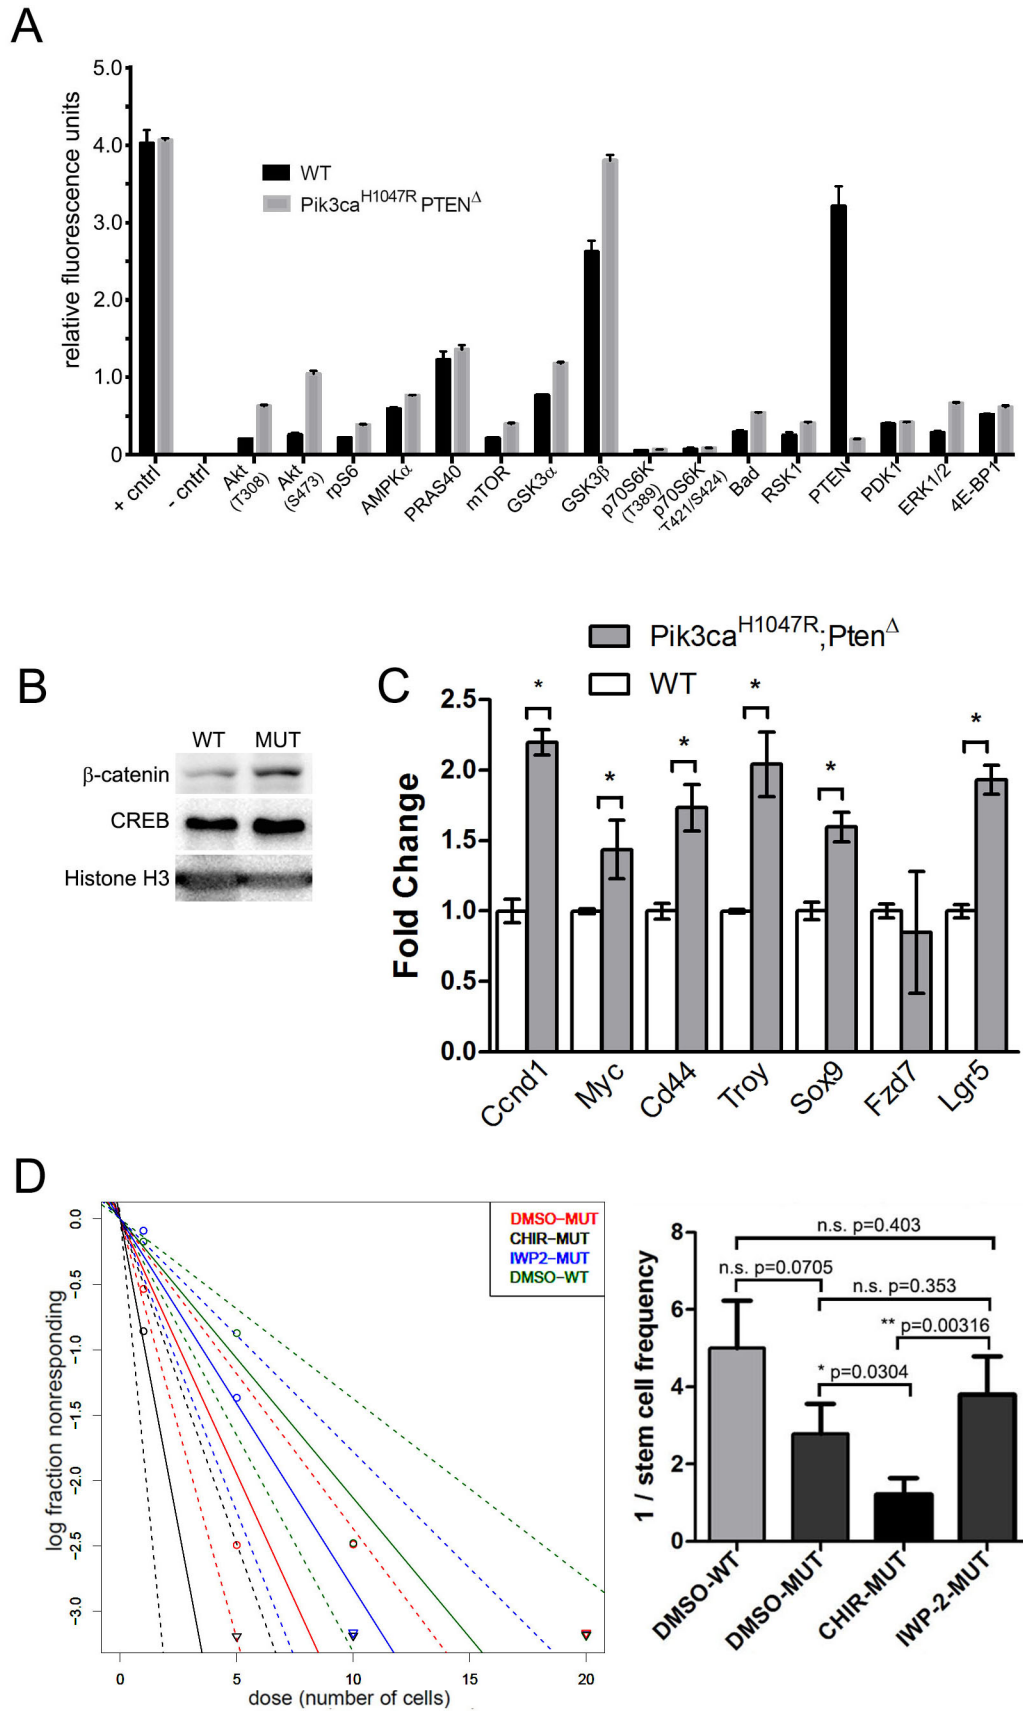 A
5.0
4.0
3.0
2.0
1.0
0
relative fluorescence units
WT
Pik3ca^H1047R PTEN^Δ
+ cntrl
- cntrl
Akt (T308)
Akt (S473)
rpS6
AMPKα
PRAS40
mTOR
GSK3α
GSK3β
p70S6K (T389)
p70S6K (T421/S424)
Bad
RSK1
PTEN
PDK1
ERK1/2
4E-BP1
B
WT MUT
β-catenin
CREB
Histone H3
C
Pik3ca^H1047R;Pten^Δ
WT
2.5
2.0
1.5
1.0
0.5
0.0
Fold Change
* * * * * *
Ccnd1
Myc
Cd44
Troy
Sox9
Fzd7
Lgr5
D
0.0
-0.5
-1.0
-1.5
-2.0
-2.5
-3.0
log fraction nonresponding
DMSO-MUT
CHIR-MUT
IWP2-MUT
DMSO-WT
0 5 10 15 20
dose (number of cells)
8
6
4
2
0
1 / stem cell frequency
n.s. p=0.403
n.s. p=0.0705
n.s. p=0.353
** p=0.00316
* p=0.0304
DMSO-WT
DMSO-MUT
CHIR-MUT
IWP-2-MUT